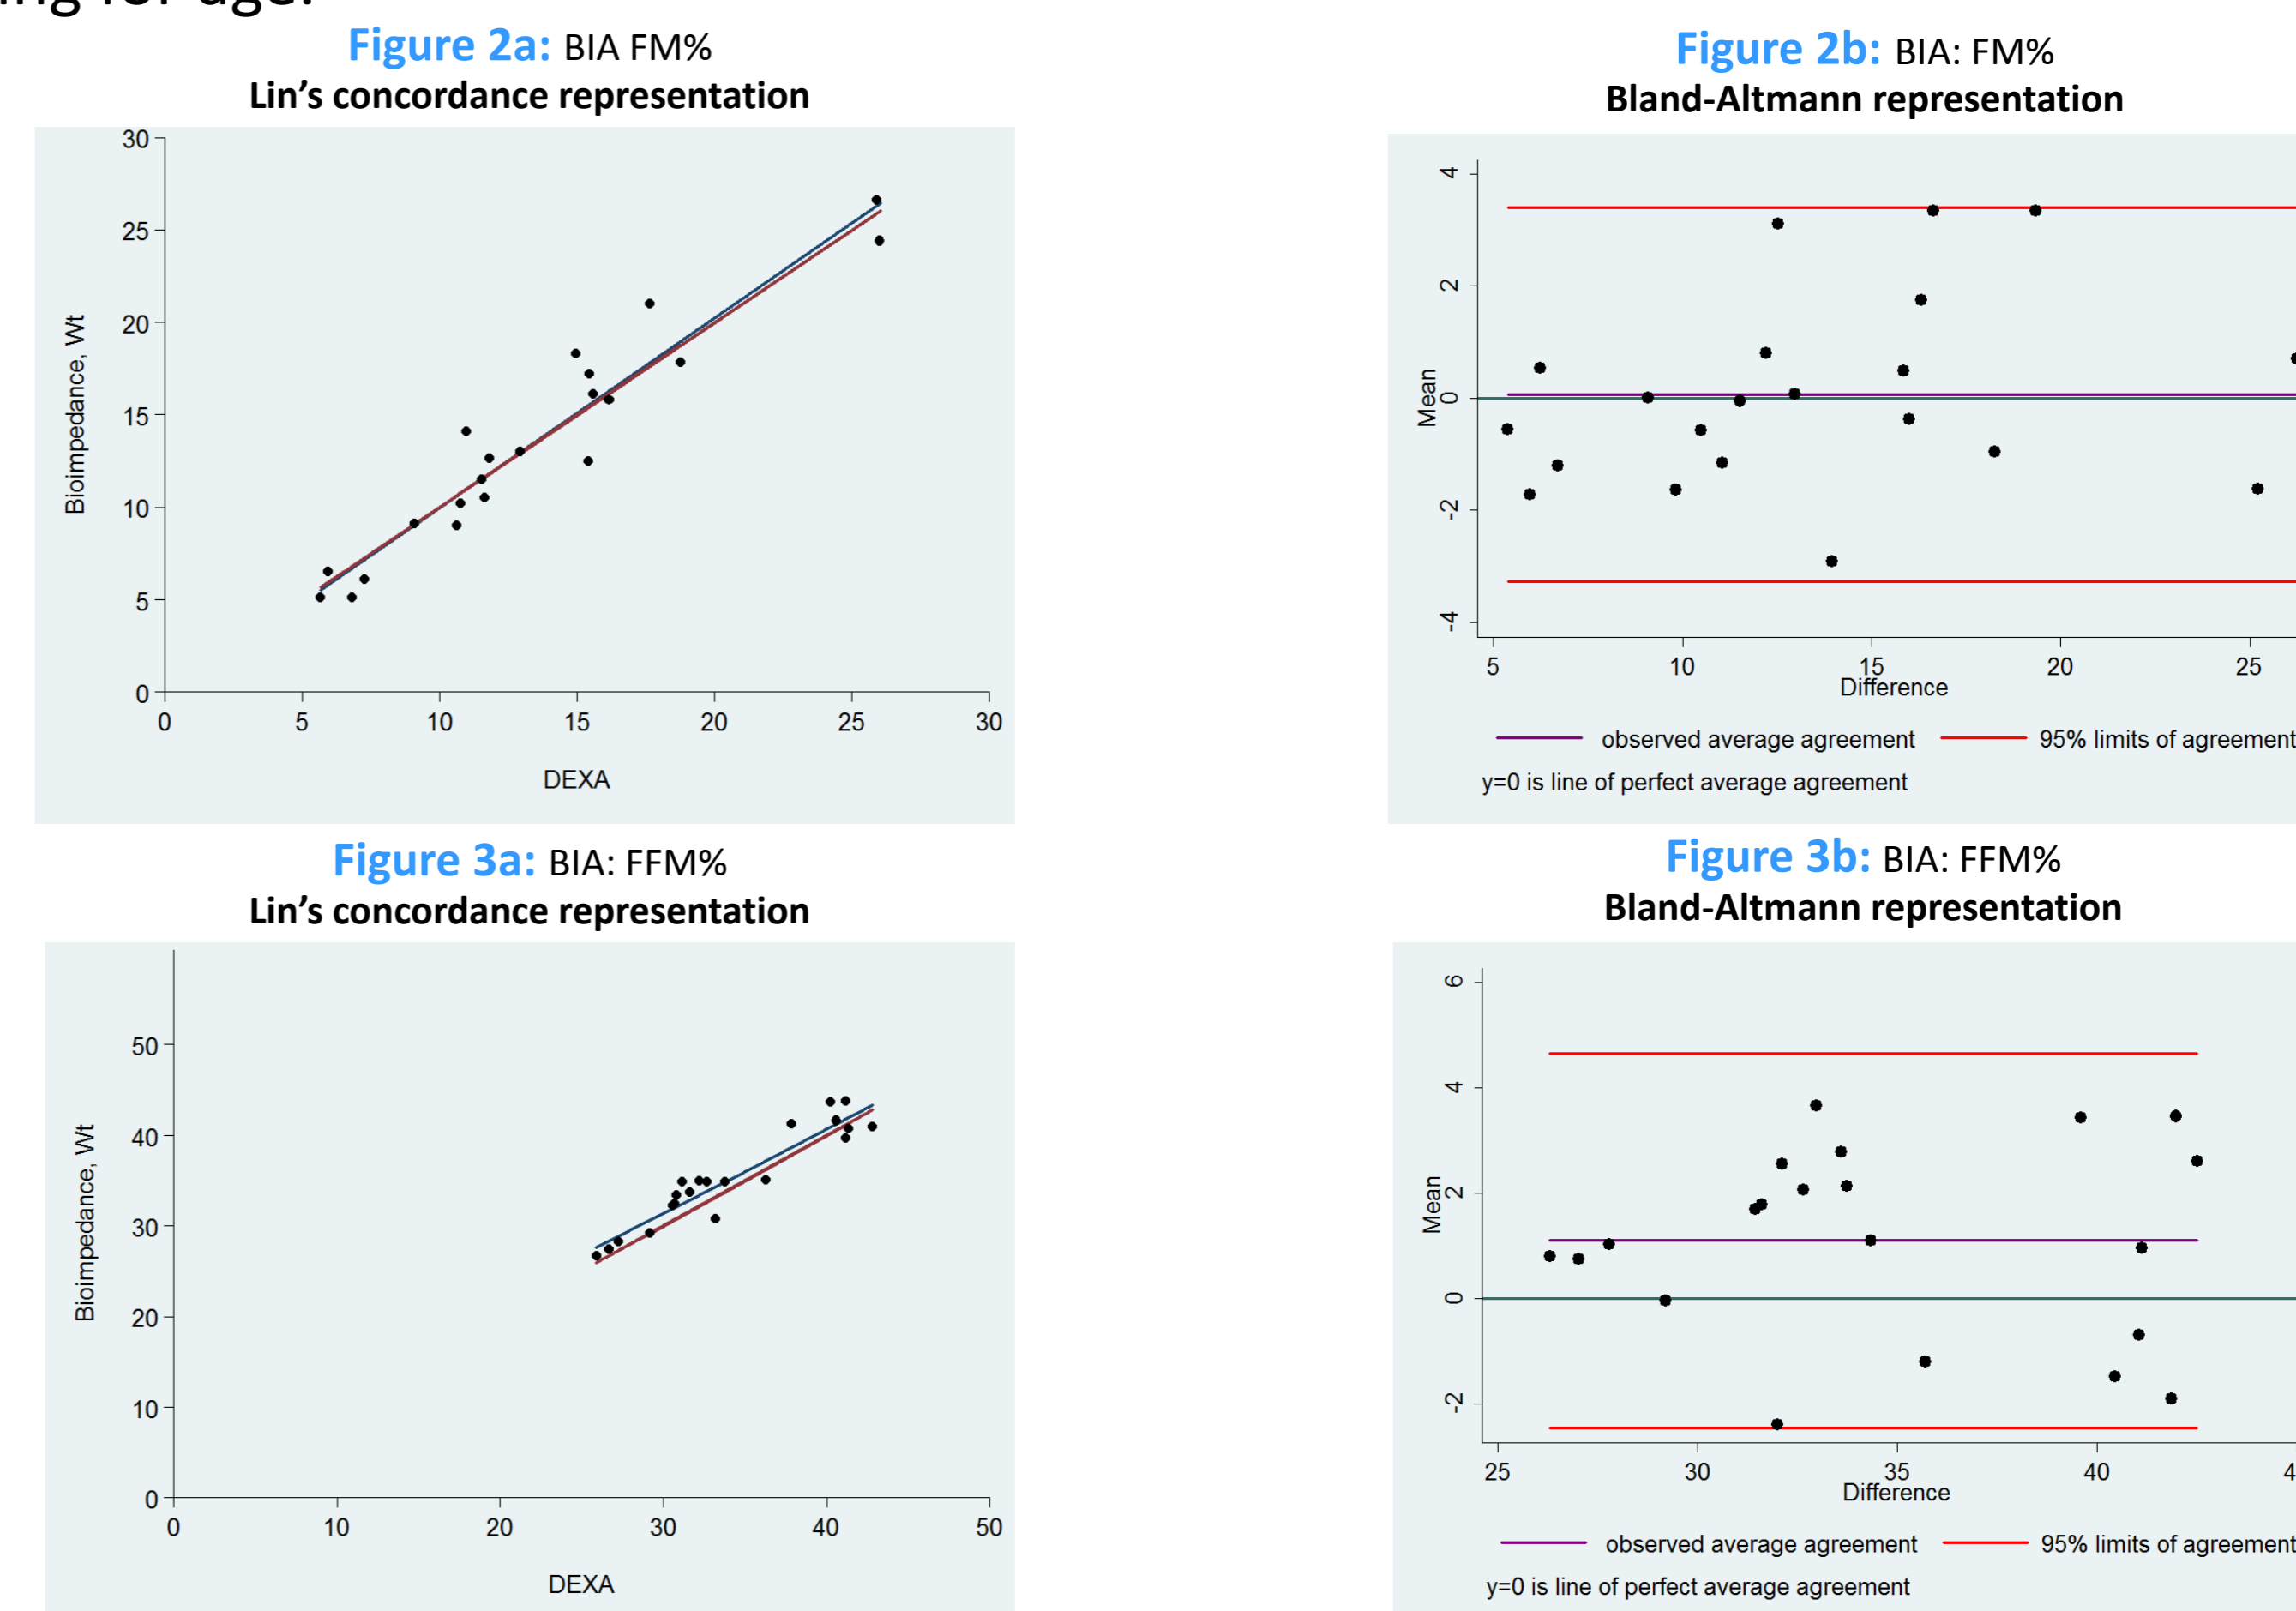 ing for age.
Figure 2a: BIA FM%
Lin's concordance representation
30
25
20
15
10
5
0
Bioimpedance, Wt
0 5 10 15 20 25 30
DEXA
Figure 2b: BIA: FM%
Bland-Altmann representation
4
2
0
-2
-4
Mean
5 10 15 20 25
Difference
observed average agreement 95% limits of agreement
y=0 is line of perfect average agreement
Figure 3a: BIA: FFM%
Lin's concordance representation
50
40
30
20
10
0
Bioimpedance, Wt
0 10 20 30 40 50
DEXA
Figure 3b: BIA: FFM%
Bland-Altmann representation
6
4
2
0
-2
Mean
25 30 35 40 4
Difference
observed average agreement 95% limits of agreement
y=0 is line of perfect average agreement